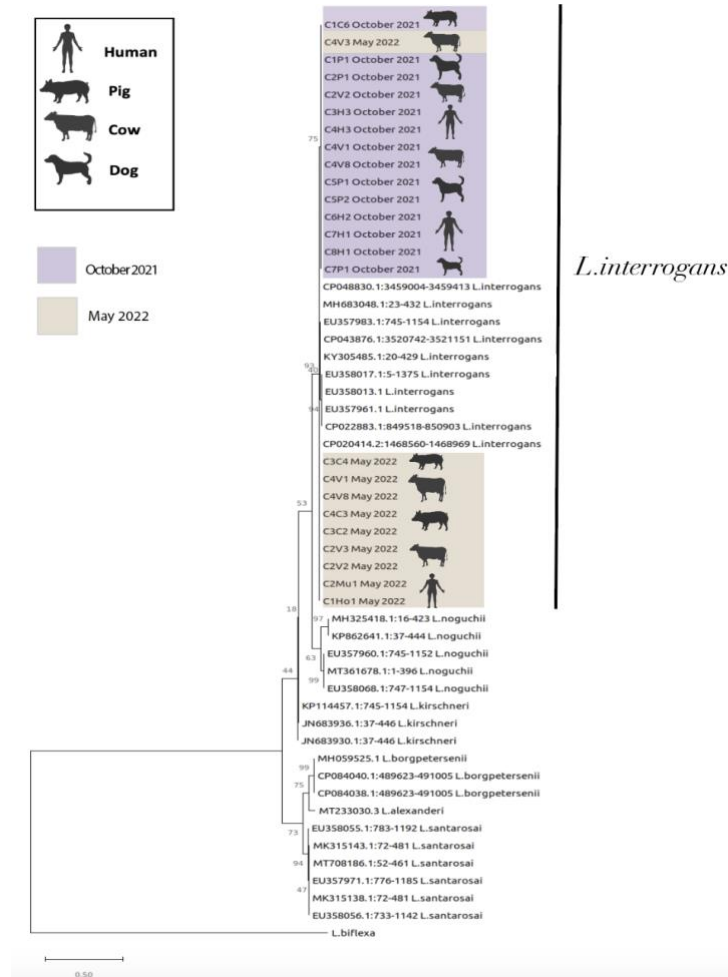 Human
Pig
Cow
Dog
October 2021
May 2022
C1C6 October 2021
C4V3 May 2022
C1P1 October 2021
C2P1 October 2021
C2V2 October 2021
C3H3 October 2021
C4H3 October 2021
C4V1 October 2021
C4V8 October 2021
C5P1 October 2021
C5P2 October 2021
C6H2 October 2021
C7H1 October 2021
C8H1 October 2021
C7P1 October 2021
CP048830.1:3459004-3459413 L.interrogans
MH683048.1:23-432 L.interrogans
EU357983.1:745-1154 L.interrogans
CP043876.1:3520742-3521151 L.interrogans
KY305485.1:20-429 L.interrogans
EU358017.1:5-1375 L.interrogans
EU358013.1 L.interrogans
EU357961.1 L.interrogans
CP022883.1:849518-850903 L.interrogans
CP020414.2:1468560-1468969 L.interrogans
C3C4 May 2022
C4V1 May 2022
C4V8 May 2022
C4C3 May 2022
C3C2 May 2022
C2V3 May 2022
C2V2 May 2022
C2Mu1 May 2022
C1Ho1 May 2022
MH325418.1:16-423 L.noguchii
KP862641.1:37-444 L.noguchii
EU357960.1:745-1152 L.noguchii
MT361678.1:1-396 L.noguchii
EU358068.1:747-1154 L.noguchii
KP114457.1:745-1154 L.kirschneri
JN683936.1:37-446 L.kirschneri
JN683930.1:37-446 L.kirschneri
MH059525.1 L.borgpetersenii
CP084040.1:489623-491005 L.borgpetersenii
CP084038.1:489623-491005 L.borgpetersenii
MT233030.3 L.alexanderi
EU358055.1:783-1192 L.santarosai
MK315143.1:72-481 L.santarosai
MT708186.1:52-461 L.santarosai
EU357971.1:776-1185 L.santarosai
MK315138.1:72-481 L.santarosai
EU358056.1:733-1142 L.santarosai
L.biflexa
L.interrogans
75
93
40
94
53
18
97
63
99
44
99
75
73
94
47
0.50